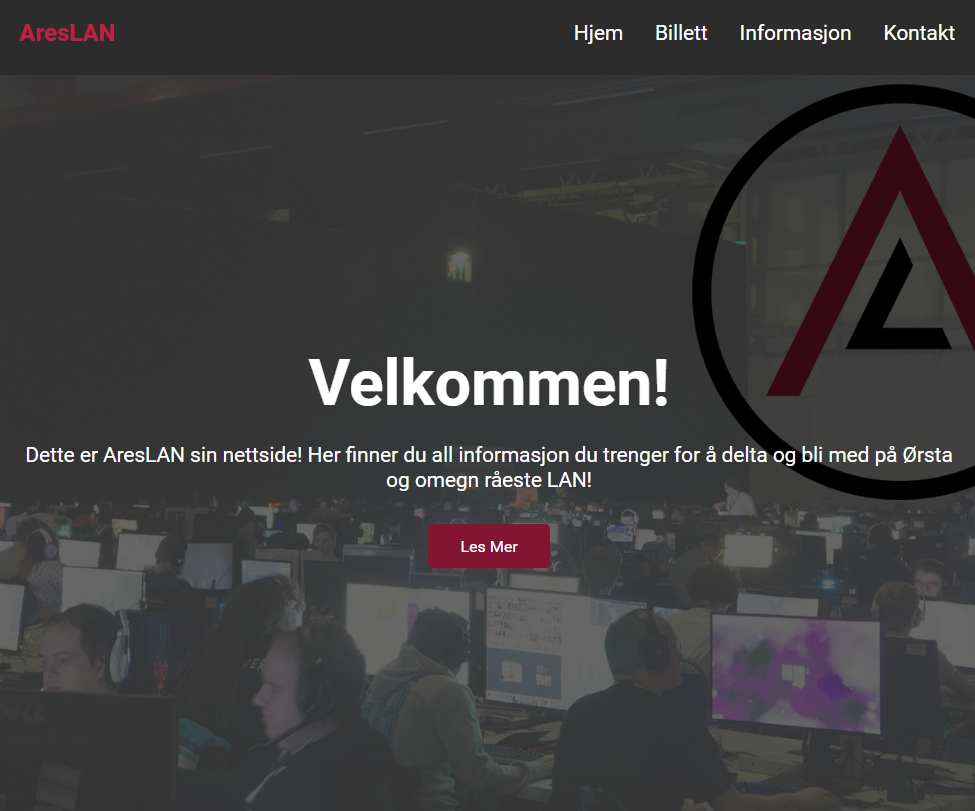 AresLAN
Hjem Billett Informasjon Kontakt
Velkommen!
Dette er AresLAN sin nettside! Her finner du all informasjon du trenger for å delta og bli med på Ørsta
og omegn råeste LAN!
Les Mer